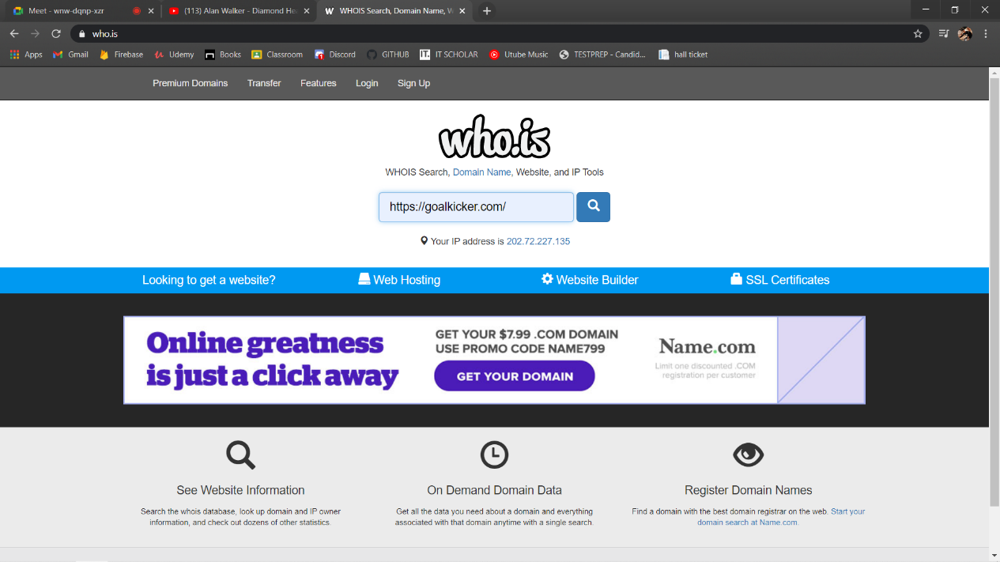 Meet - wnw-dqnp-xzr
(113) Alan Walker - Diamond He
WHOIS Search, Domain Name, W
who.is
Apps
Gmail
Firebase
Udemy
Books
Classroom
Discord
GITHUB
IT. IT SCHOLAR
Utube Music
TESTPREP - Candid...
hall ticket
Premium Domains
Transfer
Features
Login
Sign Up
who.is
WHOIS Search, Domain Name, Website, and IP Tools
https://goalkicker.com/
Your IP address is 202.72.227.135
Looking to get a website?
Web Hosting
Website Builder
SSL Certificates
Online greatness
is just a click away
GET YOUR $7.99 .COM DOMAIN
USE PROMO CODE NAME799
GET YOUR DOMAIN
Name.com
Limit one discounted .COM
registration per customer
See Website Information
Search the whois database, look up domain and IP owner
information, and check out dozens of other statistics.
On Demand Domain Data
Get all the data you need about a domain and everything
associated with that domain anytime with a single search.
Register Domain Names
Find a domain with the best domain registrar on the web. Start your
domain search at Name.com.